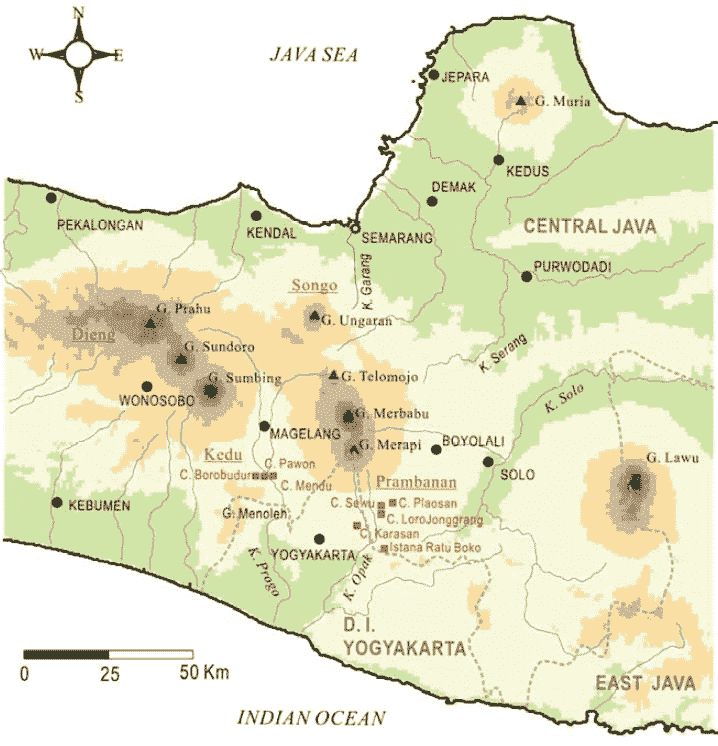 N
W E
S
JAVA SEA
JEPARA
G. Muria
KEDUS
DEMAK
PEKALONGAN
KENDAL
SEMARANG
CENTRAL JAVA
PURWODADI
K. Garang
Songo
G. Prahu
G. Ungaran
Dieng
G. Sundoro
K. Serang
G. Sumbing
G. Telomojo
WONOSOBO
K. Solo
G. Merbabu
MAGELANG
BOYOLALI
G. Merapi
Kedu
G. Lawu
C. Pawon
SOLO
C. Borobudur
C. Mendu
Prambanan
KEBUMEN
G. Menoleh
C. Sewu
C. Plaosan
C. LoroJonggrang
C. Karasan
YOGYAKARTA
Istana Ratu Boko
K. Progo
K. Opak
D. I.
YOGYAKARTA
0 25 50 Km
EAST JAVA
INDIAN OCEAN